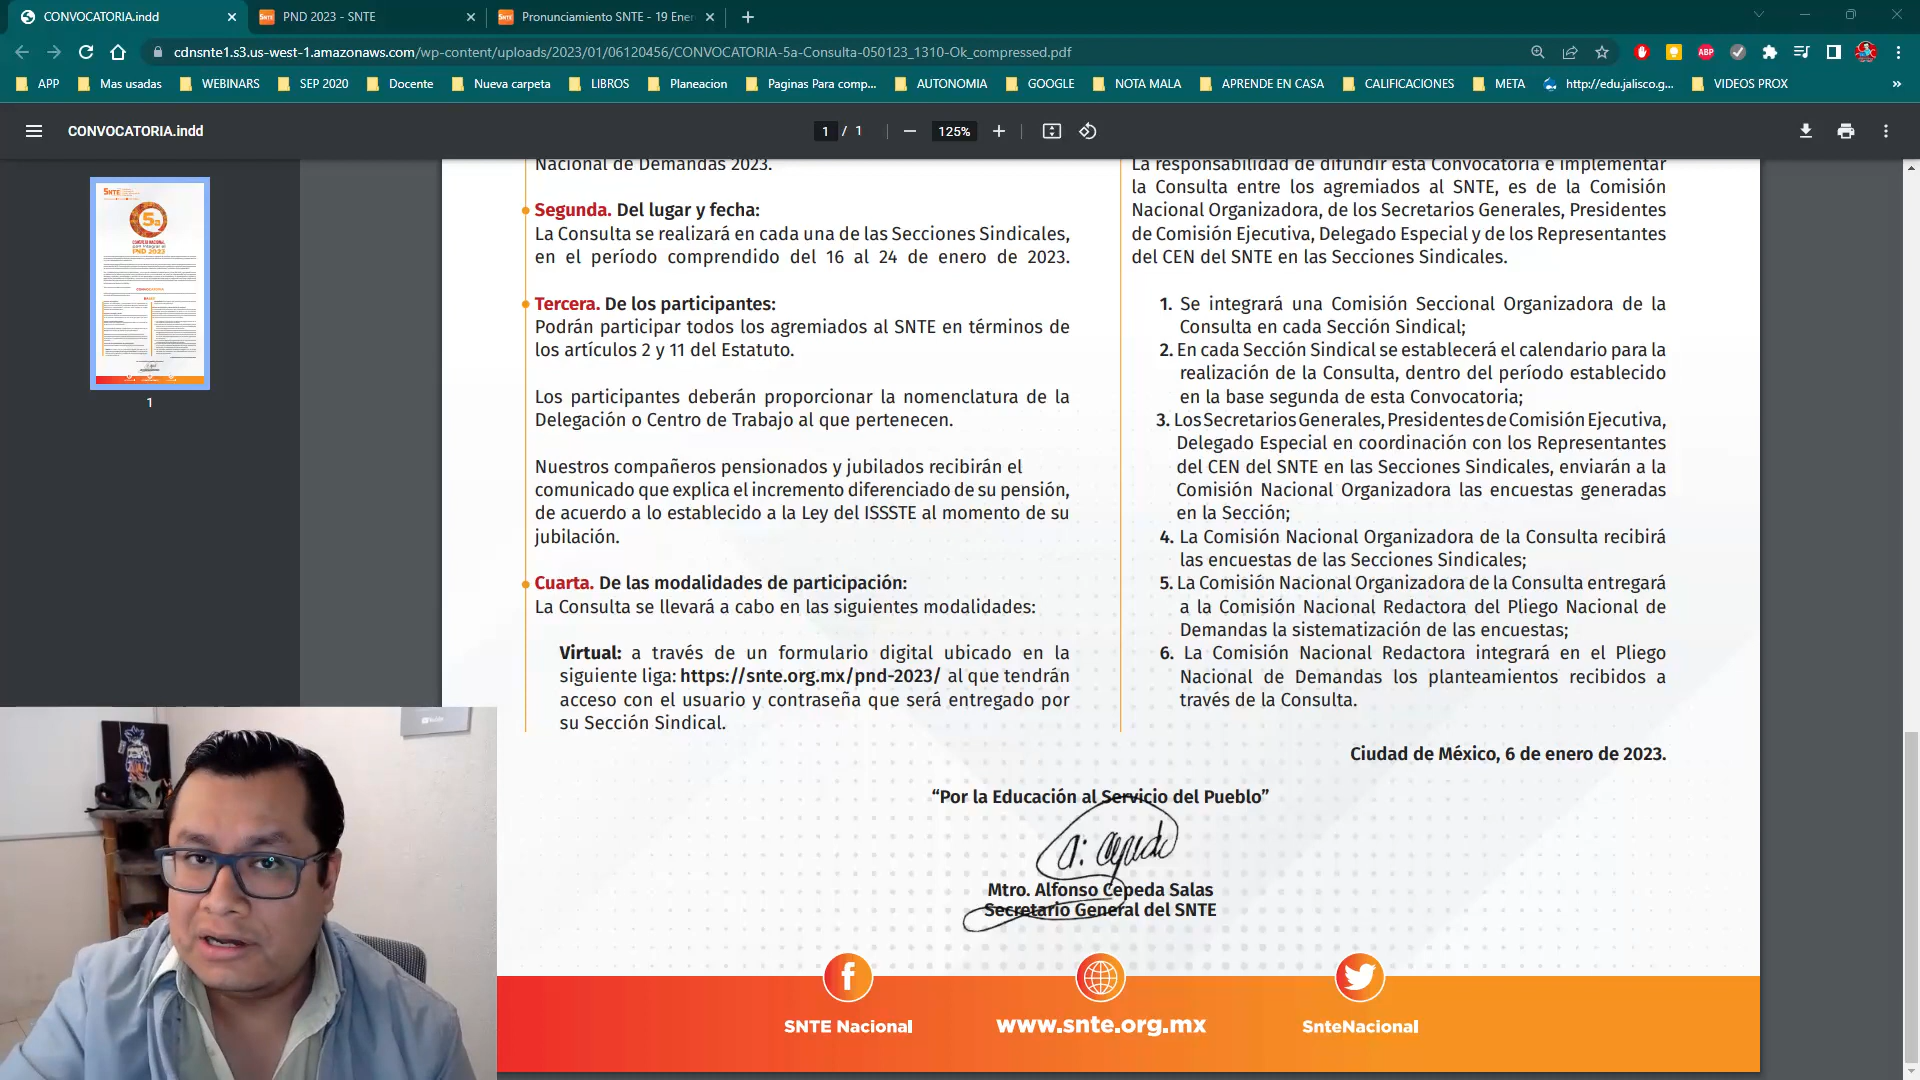 CONVOCATORIA.indd
PND 2023 - SNTE
Pronunciamiento SNTE - 19 Ener
cdnsnte1.s3.us-west-1.amazonaws.com/wp-content/uploads/2023/01/06120456/CONVOCATORIA-5a-Consulta-050123_1310-Ok_compressed.pdf
APP
Mas usadas
WEBINARS
SEP 2020
Docente
Nueva carpeta
LIBROS
Planeacion
Paginas Para comp...
AUTONOMIA
GOOGLE
NOTA MALA
APRENDE EN CASA
CALIFICACIONES
META
http://edu.jalisco.g...
VIDEOS PROX
CONVOCATORIA.indd
1 / 1
125%
1
Nacional de Demandas 2023.
Segunda. Del lugar y fecha:
La Consulta se realizará en cada una de las Secciones Sindicales,
en el período comprendido del 16 al 24 de enero de 2023.
Tercera. De los participantes:
Podrán participar todos los agremiados al SNTE en términos de
los artículos 2 y 11 del Estatuto.
Los participantes deberán proporcionar la nomenclatura de la
Delegación o Centro de Trabajo al que pertenecen.
Nuestros compañeros pensionados y jubilados recibirán el
comunicado que explica el incremento diferenciado de su pensión,
de acuerdo a lo establecido a la Ley del ISSSTE al momento de su
jubilación.
Cuarta. De las modalidades de participación:
La Consulta se llevará a cabo en las siguientes modalidades:
Virtual: a través de un formulario digital ubicado en la
siguiente liga: https://snte.org.mx/pnd-2023/ al que tendrán
acceso con el usuario y contraseña que será entregado por
su Sección Sindical.
La responsabilidad de difundir esta Convocatoria e implementar
la Consulta entre los agremiados al SNTE, es de la Comisión
Nacional Organizadora, de los Secretarios Generales, Presidentes
de Comisión Ejecutiva, Delegado Especial y de los Representantes
del CEN del SNTE en las Secciones Sindicales.
1. Se integrará una Comisión Seccional Organizadora de la
Consulta en cada Sección Sindical;
2. En cada Sección Sindical se establecerá el calendario para la
realización de la Consulta, dentro del período establecido
en la base segunda de esta Convocatoria;
3. Los Secretarios Generales, Presidentes de Comisión Ejecutiva,
Delegado Especial en coordinación con los Representantes
del CEN del SNTE en las Secciones Sindicales, enviarán a la
Comisión Nacional Organizadora las encuestas generadas
en la Sección;
4. La Comisión Nacional Organizadora de la Consulta recibirá
las encuestas de las Secciones Sindicales;
5. La Comisión Nacional Organizadora de la Consulta entregará
a la Comisión Nacional Redactora del Pliego Nacional de
Demandas la sistematización de las encuestas;
6. La Comisión Nacional Redactora integrará en el Pliego
Nacional de Demandas los planteamientos recibidos a
través de la Consulta.
Ciudad de México, 6 de enero de 2023.
“Por la Educación al Servicio del Pueblo”
Mtro. Alfonso Cepeda Salas
Secretario General del SNTE
SNTE Nacional
www.snte.org.mx
SnteNacional